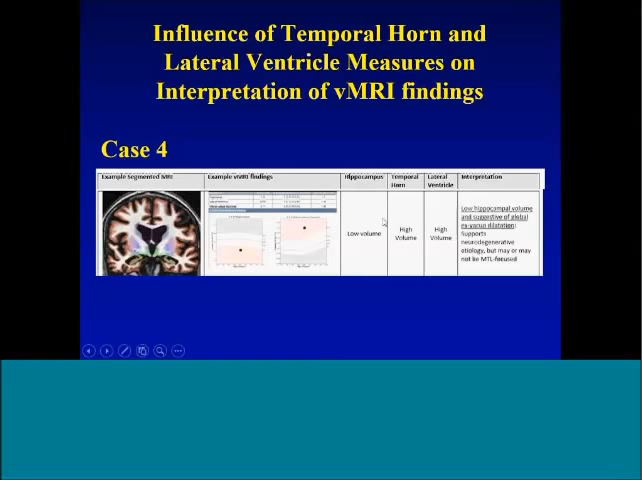 Influence of Temporal Horn and
Lateral Ventricle Measures on
Interpretation of vMRI findings
Case 4
Example Segmented MRI
Example vMRI findings
Hippocampus
Temporal
Horn
Lateral
Ventricle
Interpretation
Low volume
High
Volume
High
Volume
Low hippocampal volume
and suggestive of global
ex-vacuo dilatation:
Supports
neurodegenerative
etiology, but may or may
not be MTL-focused